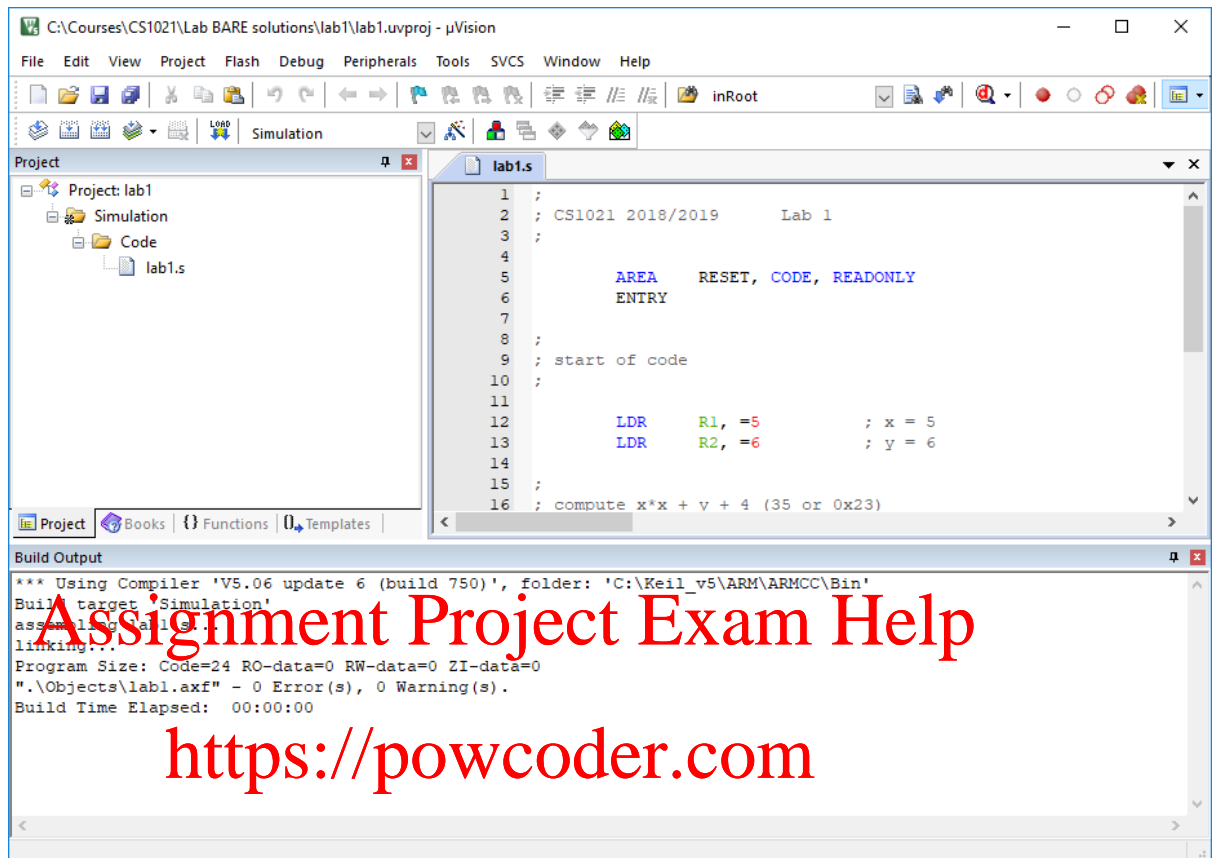 C:\Courses\CS1021\Lab BARE solutions\lab1\lab1.uvproj - µVision
File Edit View Project Flash Debug Peripherals Tools SVCS Window Help
inRoot
LOAD Simulation
Project
lab1.s
Project: lab1
Simulation
Code
lab1.s
1 ;
2 ; CS1021 2018/2019 Lab 1
3 ;
4
5 AREA RESET, CODE, READONLY
6 ENTRY
7
8 ;
9 ; start of code
10 ;
11
12 LDR R1, =5 ; x = 5
13 LDR R2, =6 ; y = 6
14
15 ;
16 ; compute x*x + y + 4 (35 or 0x23)
Project Books {} Functions 0 Templates
Build Output
*** Using Compiler 'V5.06 update 6 (build 750)', folder: 'C:\Keil_v5\ARM\ARMCC\Bin'
Build target 'Simulation'
assembling lab1.s...
linking...
Assignment Project Exam Help
Program Size: Code=24 RO-data=0 RW-data=0 ZI-data=0
".\Objects\lab1.axf" - 0 Error(s), 0 Warning(s).
Build Time Elapsed: 00:00:00
https://powcoder.com